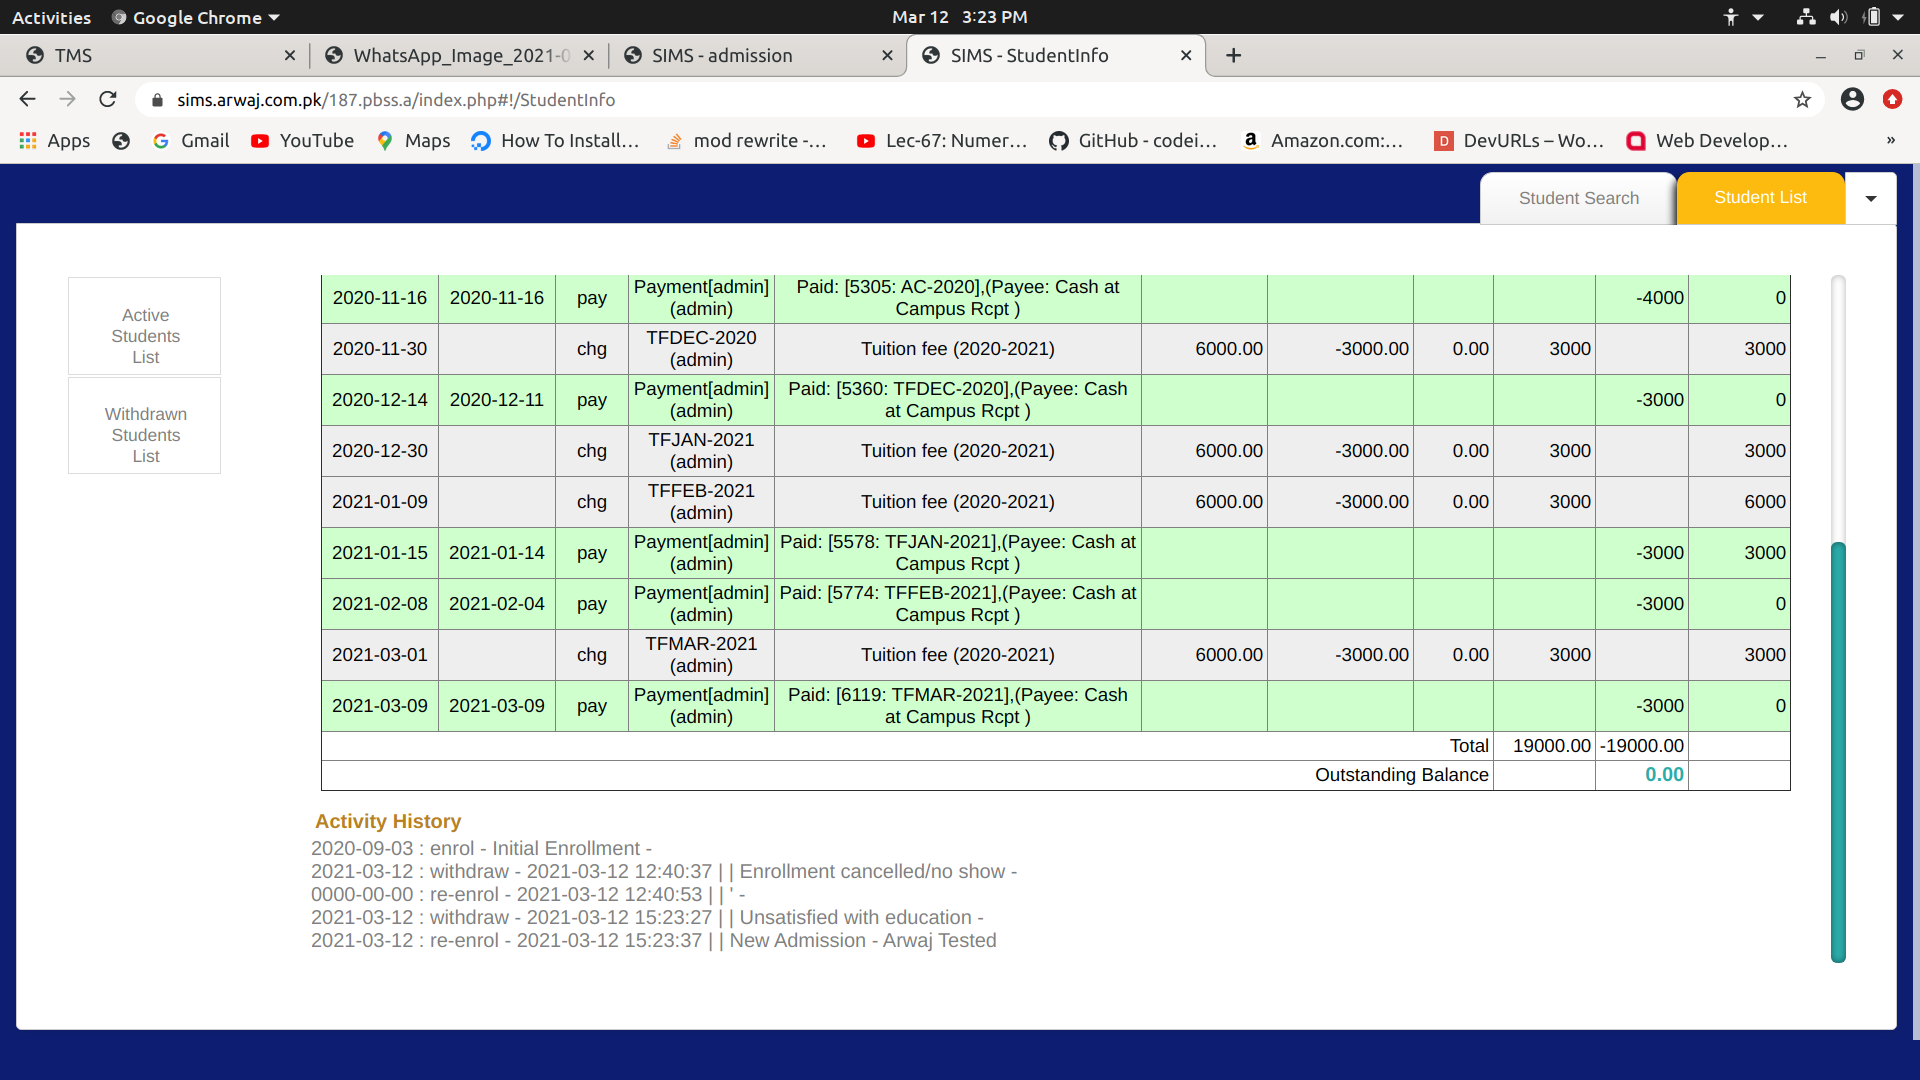 Activities Google Chrome Mar 12 3:23 PM
TMS WhatsApp_Image_2021-0 SIMS - admission SIMS - StudentInfo
sims.arwaj.com.pk/187.pbss.a/index.php#!/StudentInfo
Apps Gmail YouTube Maps How To Install... mod rewrite -... Lec-67: Numer... GitHub - codei... a Amazon.com:... D DevURLs – Wo... Web Develop... »
Student Search Student List
Active
Students
List
Withdrawn
Students
List
2020-11-16 2020-11-16 pay Payment[admin] (admin) Paid: [5305: AC-2020],(Payee: Cash at Campus Rcpt ) -4000 0
2020-11-30 chg TFDEC-2020 (admin) Tuition fee (2020-2021) 6000.00 -3000.00 0.00 3000 3000
2020-12-14 2020-12-11 pay Payment[admin] (admin) Paid: [5360: TFDEC-2020],(Payee: Cash at Campus Rcpt ) -3000 0
2020-12-30 chg TFJAN-2021 (admin) Tuition fee (2020-2021) 6000.00 -3000.00 0.00 3000 3000
2021-01-09 chg TFFEB-2021 (admin) Tuition fee (2020-2021) 6000.00 -3000.00 0.00 3000 6000
2021-01-15 2021-01-14 pay Payment[admin] (admin) Paid: [5578: TFJAN-2021],(Payee: Cash at Campus Rcpt ) -3000 3000
2021-02-08 2021-02-04 pay Payment[admin] (admin) Paid: [5774: TFFEB-2021],(Payee: Cash at Campus Rcpt ) -3000 0
2021-03-01 chg TFMAR-2021 (admin) Tuition fee (2020-2021) 6000.00 -3000.00 0.00 3000 3000
2021-03-09 2021-03-09 pay Payment[admin] (admin) Paid: [6119: TFMAR-2021],(Payee: Cash at Campus Rcpt ) -3000 0
Total 19000.00 -19000.00
Outstanding Balance 0.00
Activity History
2020-09-03 : enrol - Initial Enrollment -
2021-03-12 : withdraw - 2021-03-12 12:40:37 | | Enrollment cancelled/no show -
0000-00-00 : re-enrol - 2021-03-12 12:40:53 | | ' -
2021-03-12 : withdraw - 2021-03-12 15:23:27 | | Unsatisfied with education -
2021-03-12 : re-enrol - 2021-03-12 15:23:37 | | New Admission - Arwaj Tested